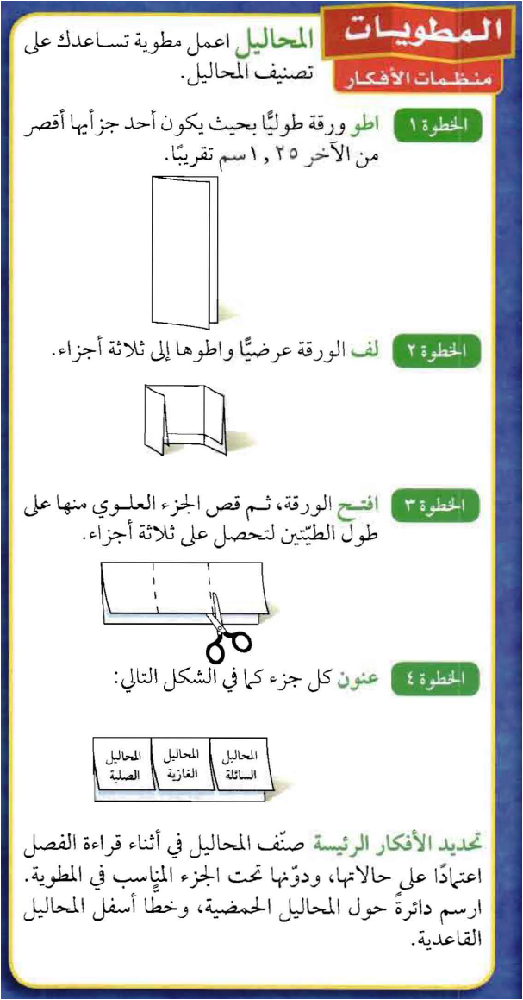 المطويات
منظمات الأفكار
المحاليل اعمل مطوية تساعدك على
تصنيف المحاليل.
الخطوة ١ اطو ورقة طوليًّا بحيث يكون أحد جزأيها أقصر
من الآخر ١,٢٥سم تقريبًا.
الخطوة ٢ لف الورقة عرضيًّا واطوها إلى ثلاثة أجزاء.
الخطوة ٣ افتح الورقة، ثم قص الجزء العلوي منها على
طول الطيّتين لتحصل على ثلاثة أجزاء.
الخطوة ٤ عنون كل جزء كما في الشكل التالي:
المحاليل السائلة
المحاليل الغازية
المحاليل الصلبة
تحديد الأفكار الرئيسة صنّف المحاليل في أثناء قراءة الفصل
اعتمادًا على حالاتها، ودوّنها تحت الجزء المناسب في المطوية.
ارسم دائرةً حول المحاليل الحمضية، وخطًّا أسفل المحاليل
القاعدية.